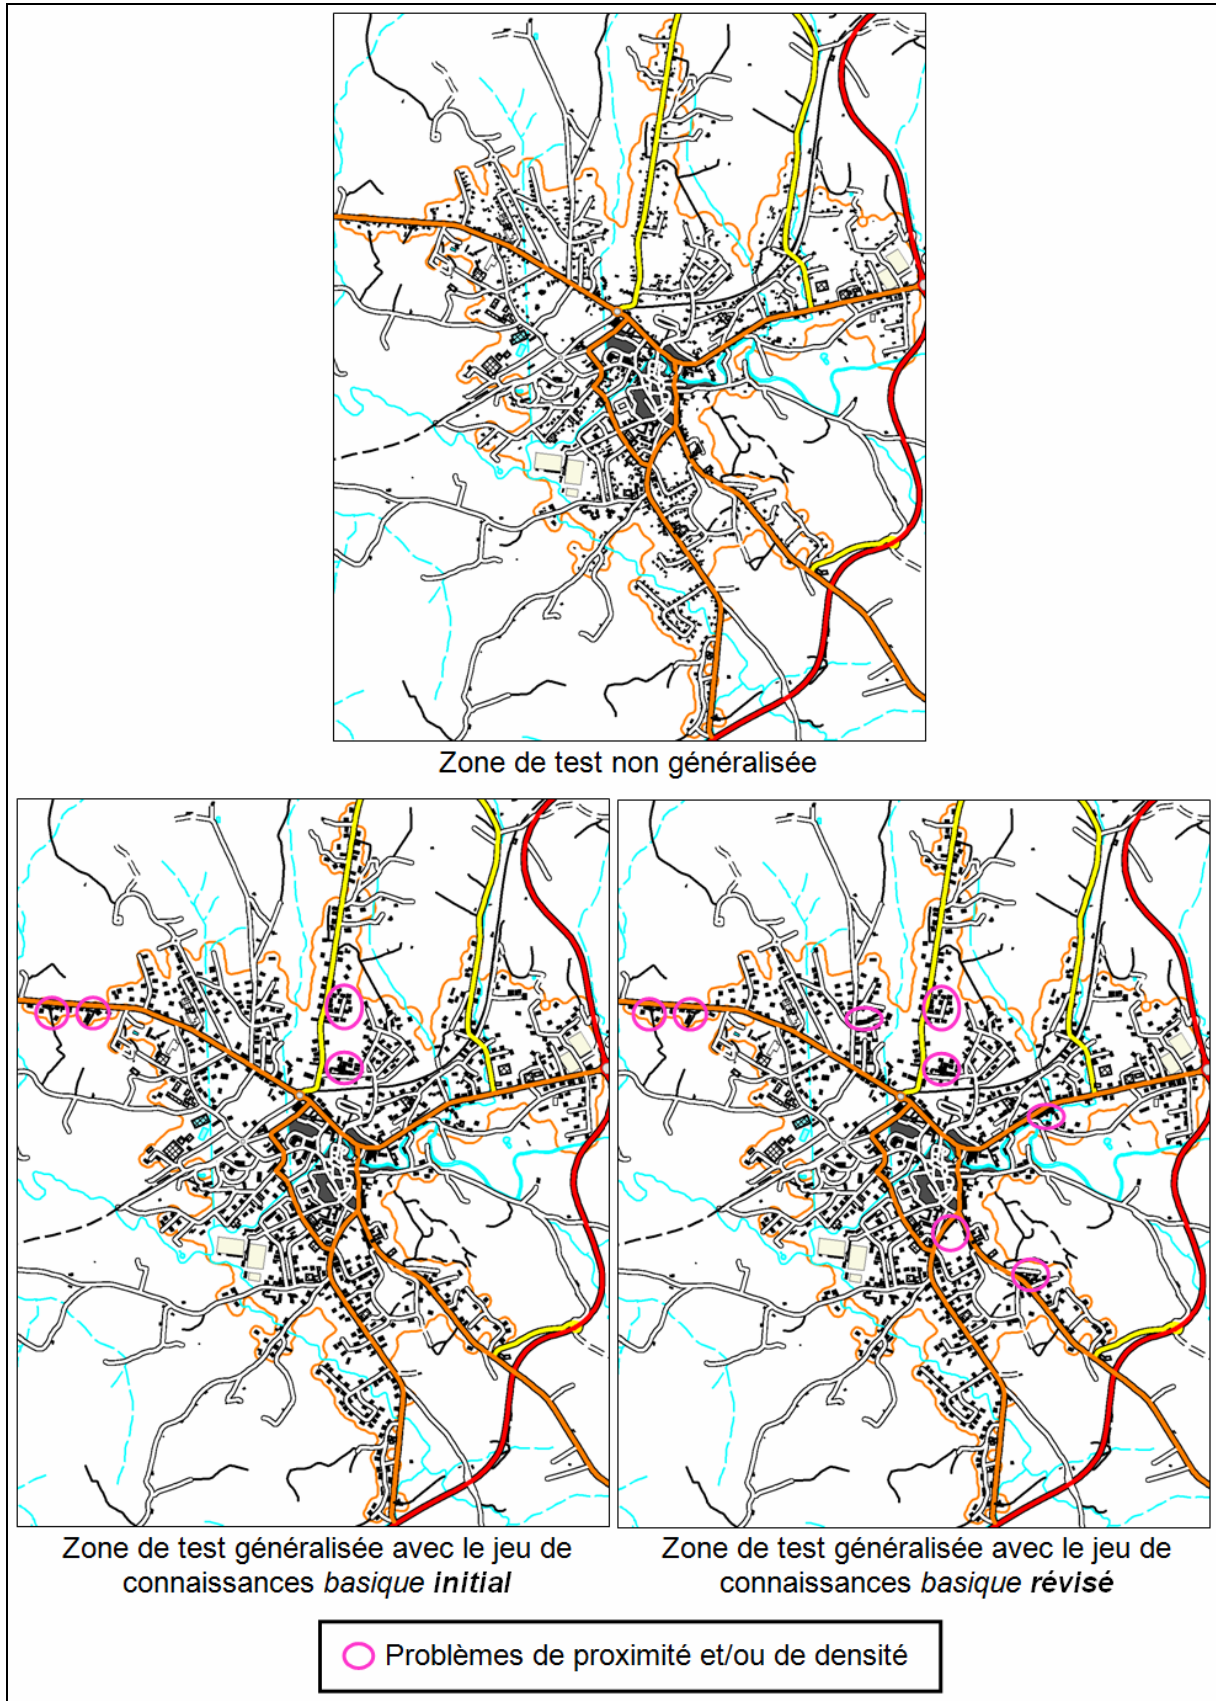 Zone de test non généralisée
Zone de test généralisée avec le jeu de
connaissances basique initial
Zone de test généralisée avec le jeu de
connaissances basique révisé
Problèmes de proximité et/ou de densité